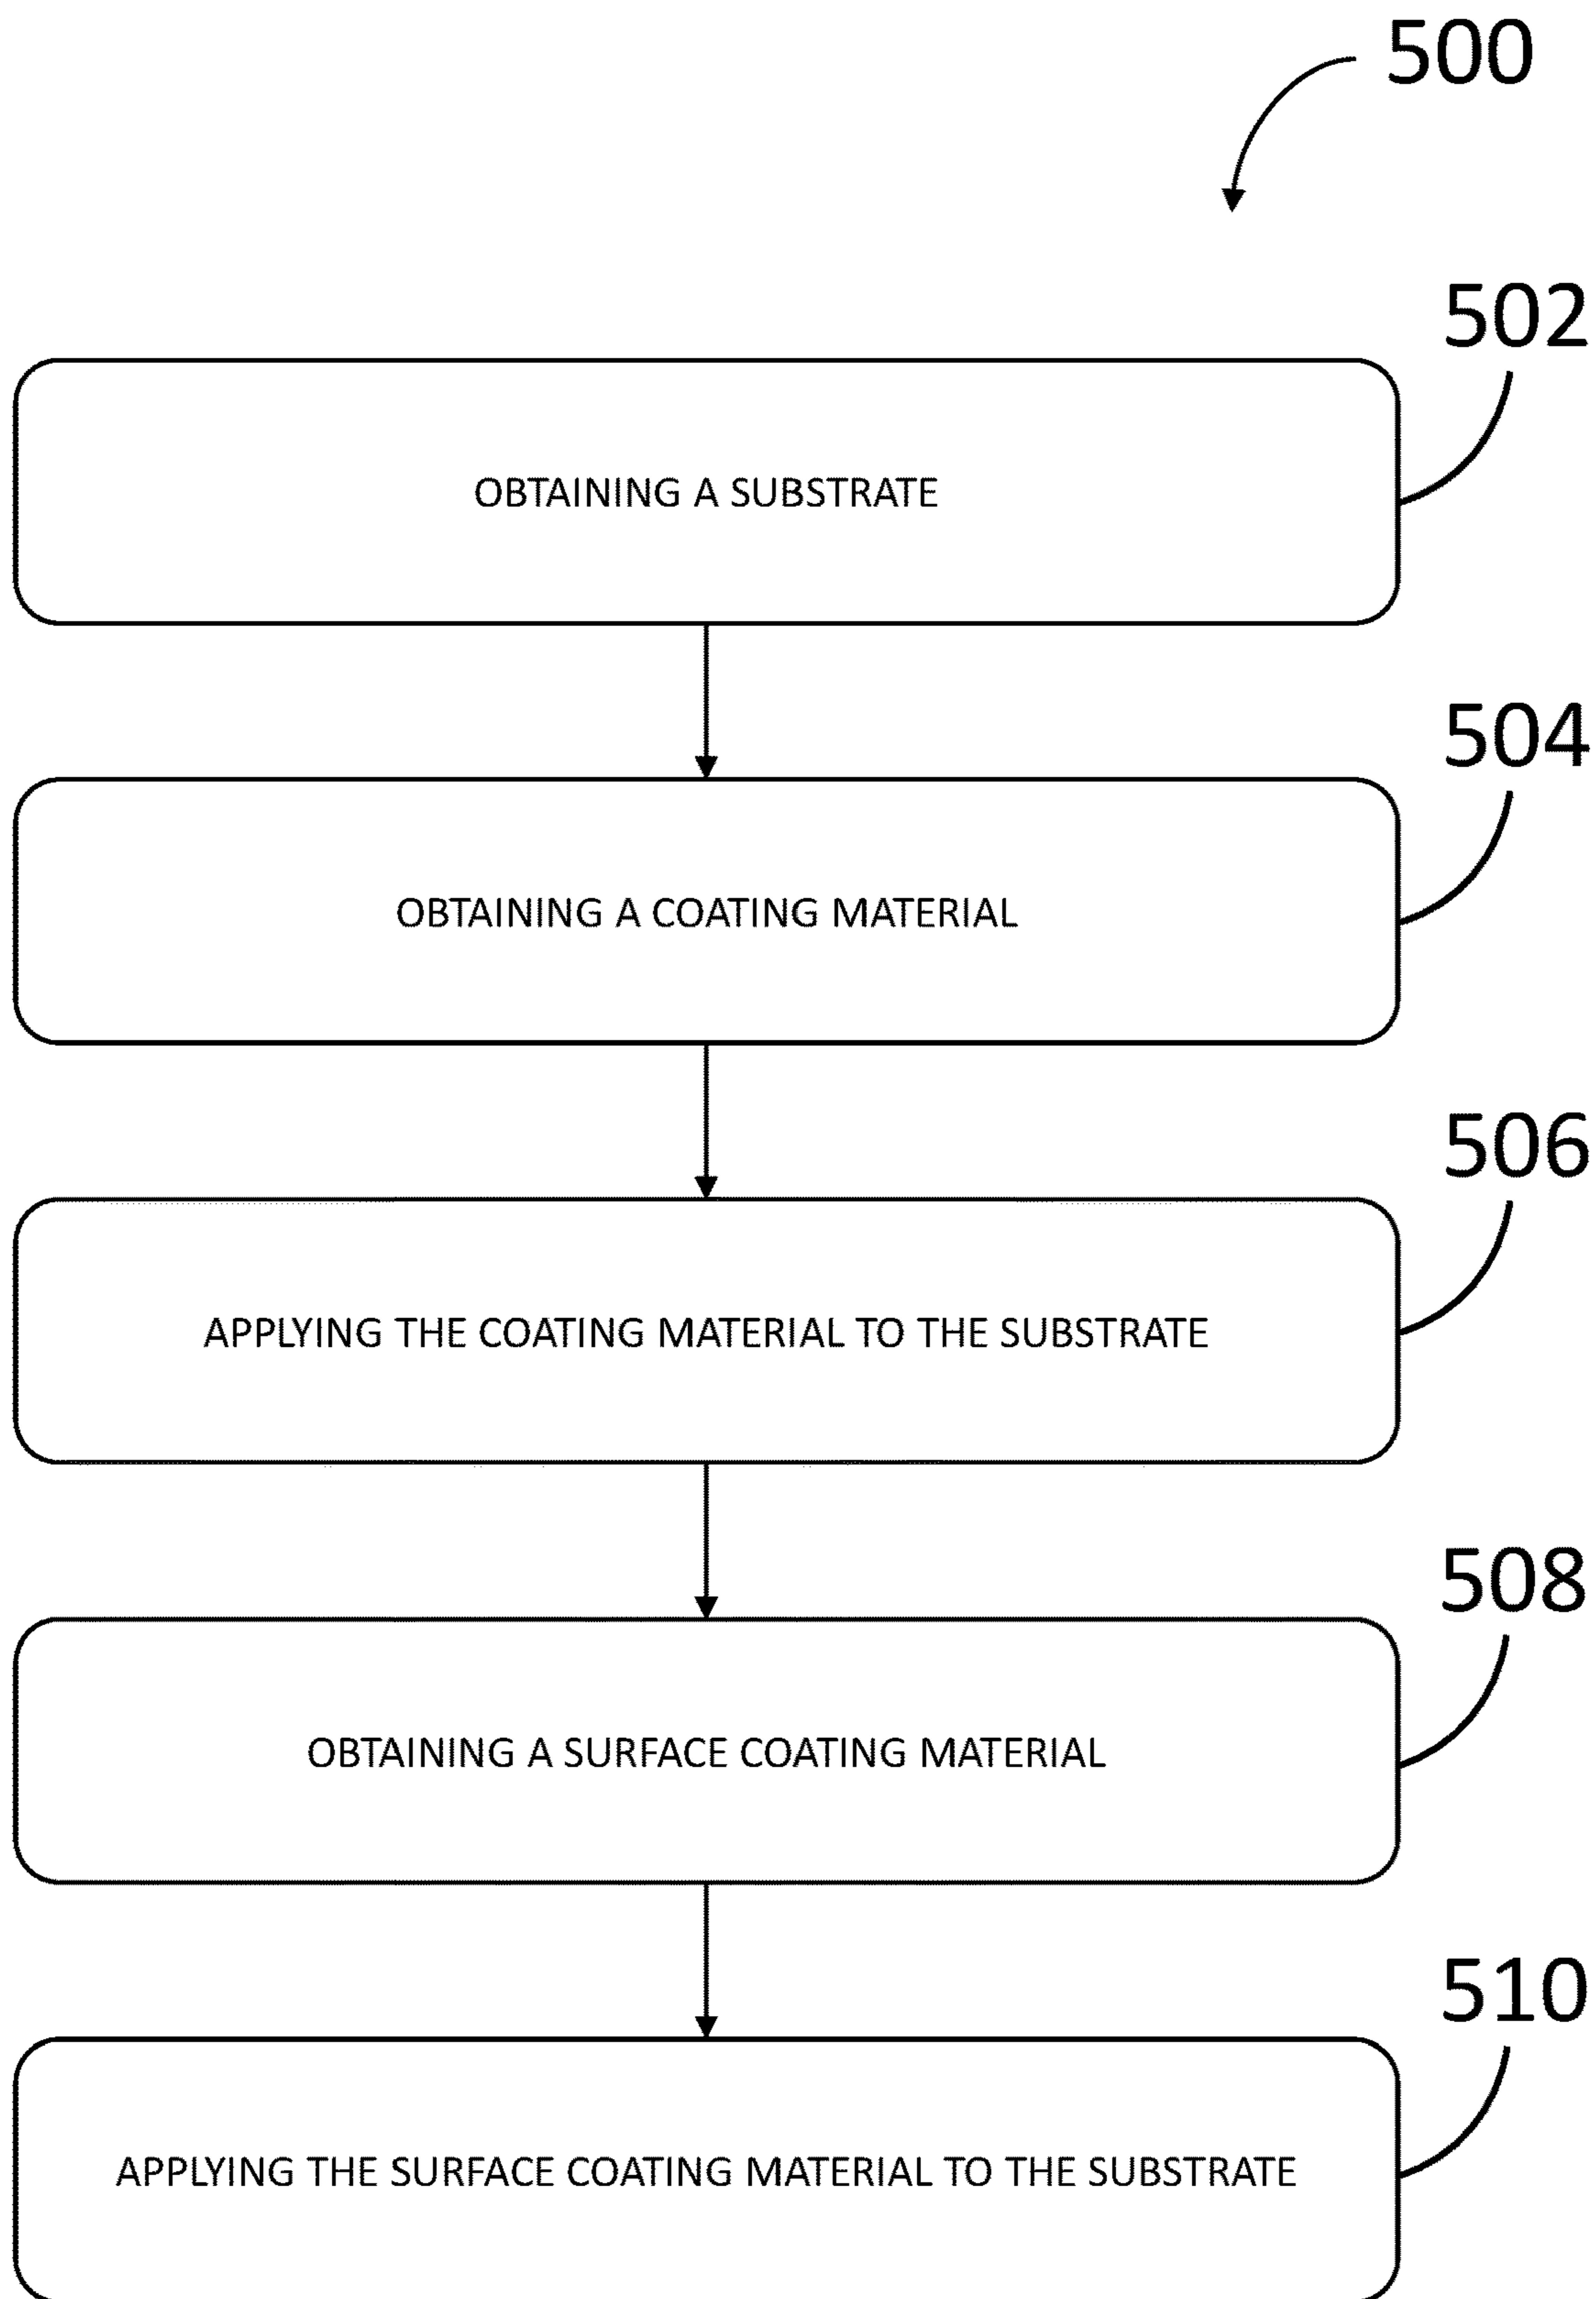 500
502
OBTAINING A SUBSTRATE
504
OBTAINING A COATING MATERIAL
506
APPLYING THE COATING MATERIAL TO THE SUBSTRATE
508
OBTAINING A SURFACE COATING MATERIAL
510
APPLYING THE SURFACE COATING MATERIAL TO THE SUBSTRATE